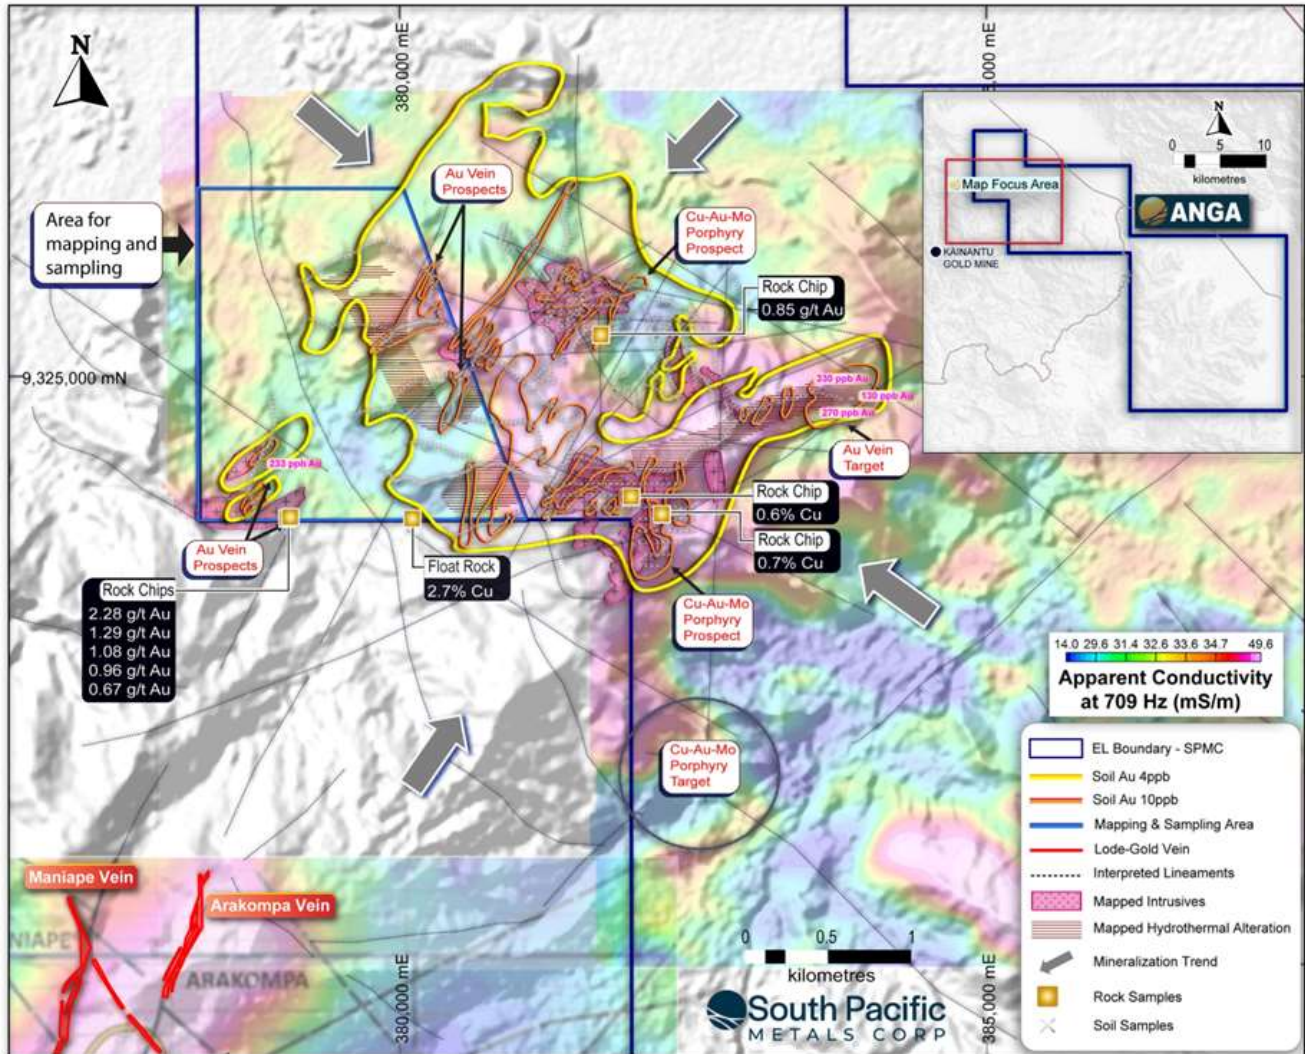 N
380,000 mE
,000 mE
Area for
mapping and
sampling
Au Vein
Prospects
Cu-Au-Mo
Porphyry
Prospect
Rock Chip
0.85 g/t Au
N
0 5 10
kilometres
Map Focus Area
ANGA
KAINANTU
GOLD MINE
9,325,000 mN
330 ppb Au
130 ppb Au
270 ppb Au
Au Vein
Target
233 ppb Au
Au Vein
Prospects
Rock Chips
2.28 g/t Au
1.29 g/t Au
1.08 g/t Au
0.96 g/t Au
0.67 g/t Au
Float Rock
2.7% Cu
Rock Chip
0.6% Cu
Rock Chip
0.7% Cu
Cu-Au-Mo
Porphyry
Prospect
Cu-Au-Mo
Porphyry
Target
14.0 29.6 31.4 32.6 33.6 34.7 49.6
Apparent Conductivity
at 709 Hz (mS/m)
EL Boundary - SPMC
Soil Au 4ppb
Soil Au 10ppb
Mapping & Sampling Area
Lode-Gold Vein
Interpreted Lineaments
Mapped Intrusives
Mapped Hydrothermal Alteration
Mineralization Trend
Rock Samples
Soil Samples
Maniape Vein
Arakompa Vein
NIAPE
ARAKOMPA
380,000 mE
0 0.5 1
kilometres
South Pacific
METALS CORP
385,000 mE